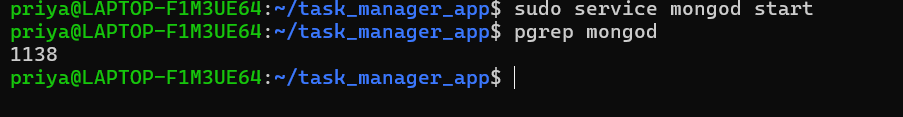 priya@LAPTOP-F1M3UE64:~/task_manager_app$ sudo service mongod start
priya@LAPTOP-F1M3UE64:~/task_manager_app$ pgrep mongod
1138
priya@LAPTOP-F1M3UE64:~/task_manager_app$